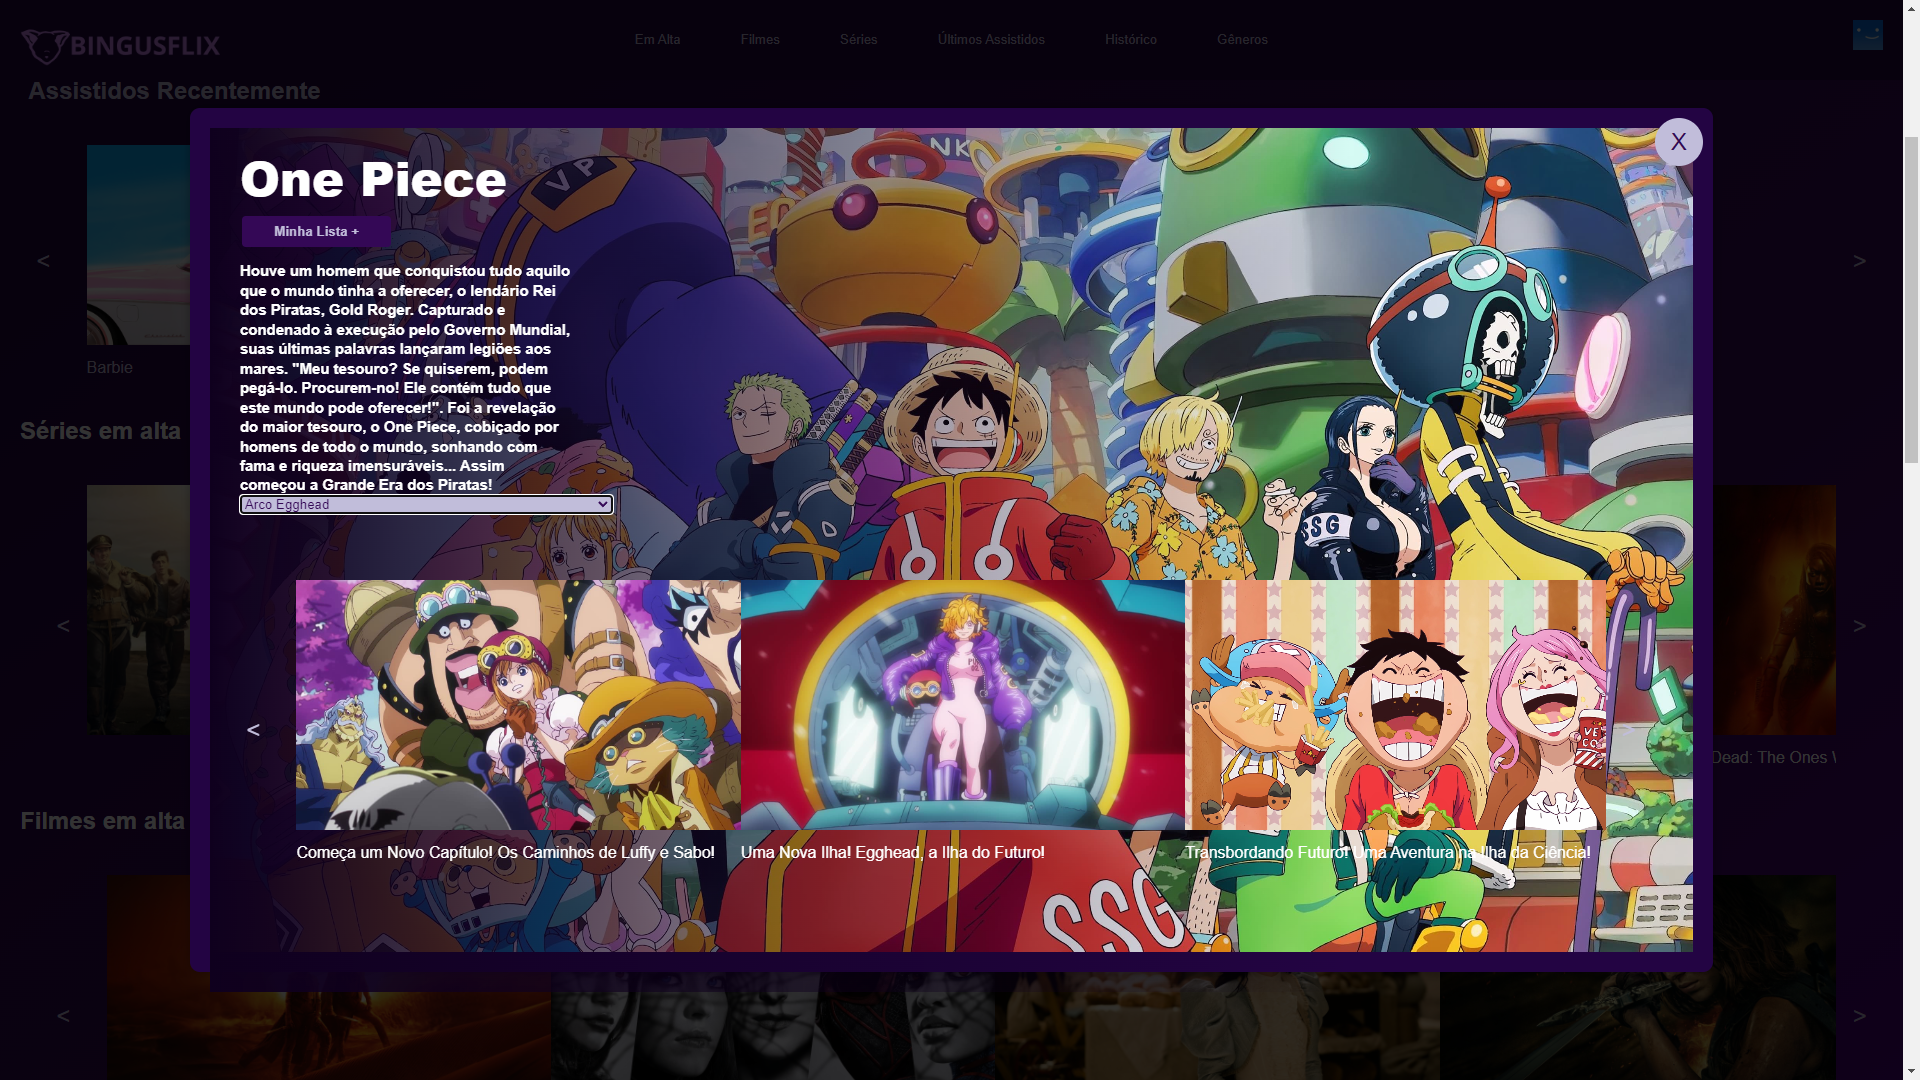 BINGUSFLIX
Em Alta
Filmes
Séries
Últimos Assistidos
Histórico
Gêneros
Assistidos Recentemente
X
One Piece
Minha Lista +
Houve um homem que conquistou tudo aquilo
que o mundo tinha a oferecer, o lendário Rei
dos Piratas, Gold Roger. Capturado e
condenado à execução pelo Governo Mundial,
suas últimas palavras lançaram legiões aos
mares. "Meu tesouro? Se quiserem, podem
pegá-lo. Procurem-no! Ele contém tudo que
este mundo pode oferecer!". Foi a revelação
do maior tesouro, o One Piece, cobiçado por
homens de todo o mundo, sonhando com
fama e riqueza imensuráveis... Assim
começou a Grande Era dos Piratas!
Arco Egghead
VP
NK
SSG
<
>
Barbie
Séries em alta
<
>
<
VE
CO
Dead: The Ones
Começa um Novo Capítulo! Os Caminhos de Luffy e Sabo!
Uma Nova Ilha! Egghead, a Ilha do Futuro!
Transbordando Futuro! Uma Aventura na Ilha da Ciência!
Filmes em alta
SSG
<
>